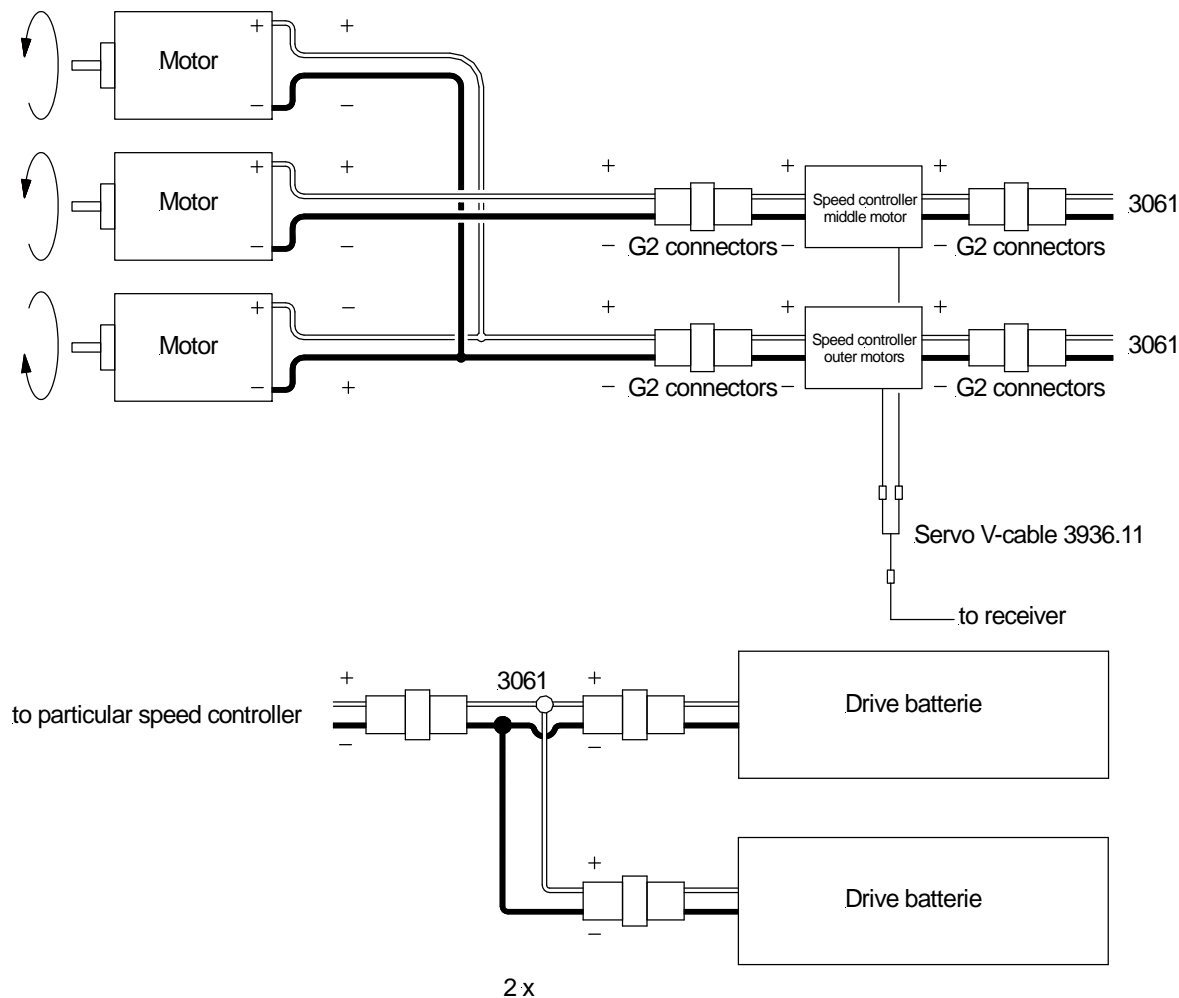 + +
Motor
− −
+ + + + +
Motor
Speed controller
middle motor
3061
− − − G2 connectors − − G2 connectors
+ − + + +
Motor
Speed controller
outer motors
3061
− + − G2 connectors − − G2 connectors
Servo V-cable 3936.11
to receiver
+ 3061 +
Drive batterie
to particular speed controller
− −
+
Drive batterie
−
2 x